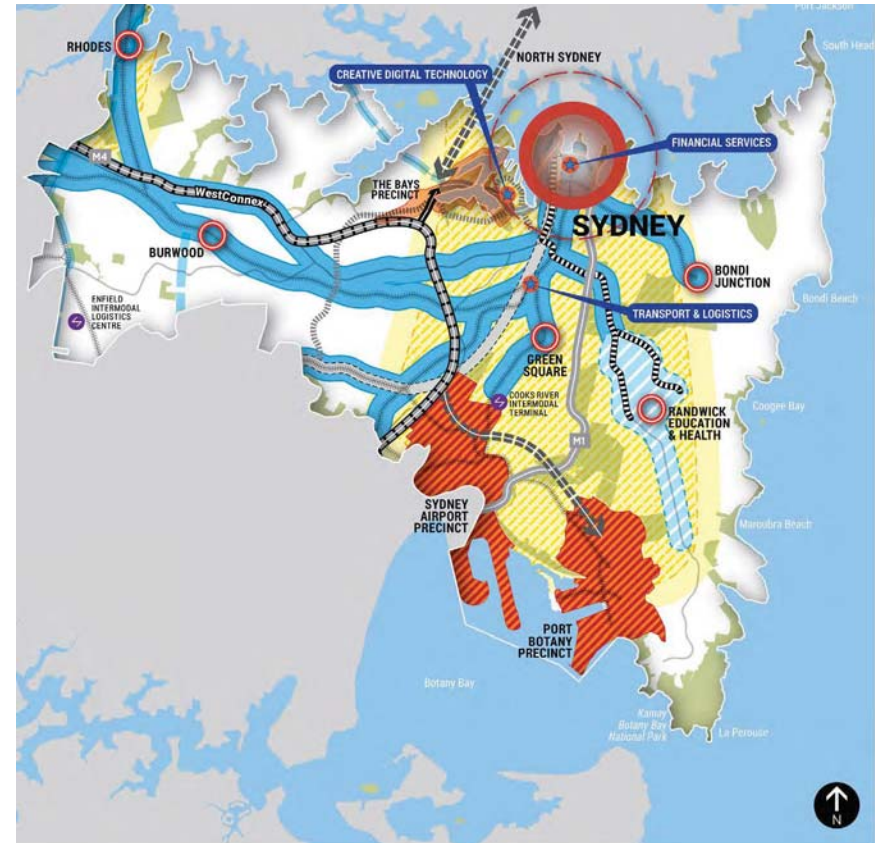 Port Jackson
South Head
RHODES
NORTH SYDNEY
CREATIVE DIGITAL TECHNOLOGY
FINANCIAL SERVICES
M4
WestConnex
THE BAYS
PRECINCT
SYDNEY
BURWOOD
BONDI
JUNCTION
Bondi Beach
ENFIELD
INTERMODAL
LOGISTICS
CENTRE
TRANSPORT & LOGISTICS
GREEN
SQUARE
COOKS RIVER
INTERMODAL
TERMINAL
Coogee Bay
RANDWICK
EDUCATION
& HEALTH
M1
SYDNEY
AIRPORT
PRECINCT
Maroubra Beach
PORT
BOTANY
PRECINCT
Botany Bay
Kamay
Botany Bay
National Park
La Perouse
N